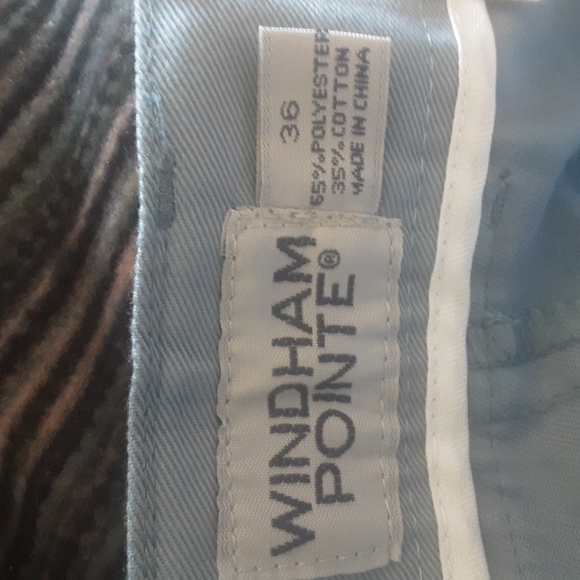 WINDHAM
POINTE®
36
65%POLYESTER
35%COTTON
MADE IN CHINA